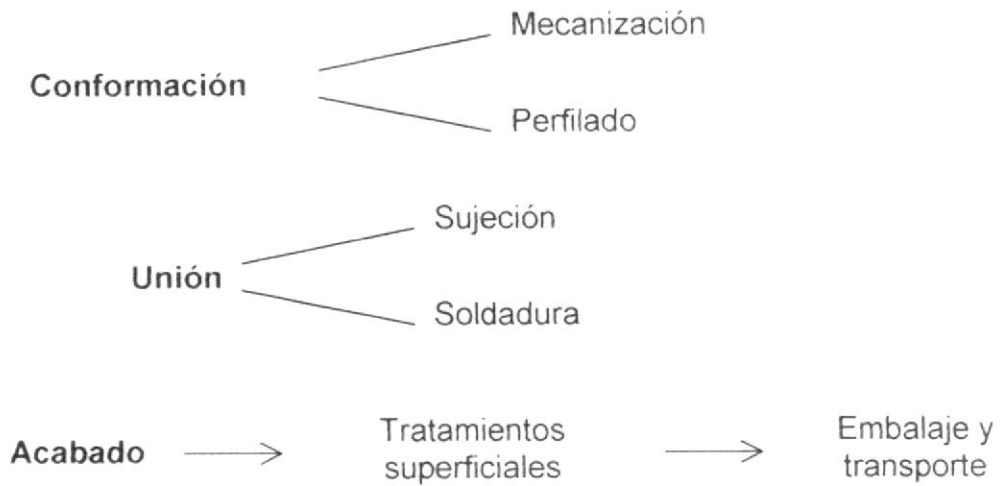 Mecanización
Conformación
Perfilado
Sujeción
Unión
Soldadura
Acabado
Tratamientos
superficiales
Embalaje y
transporte